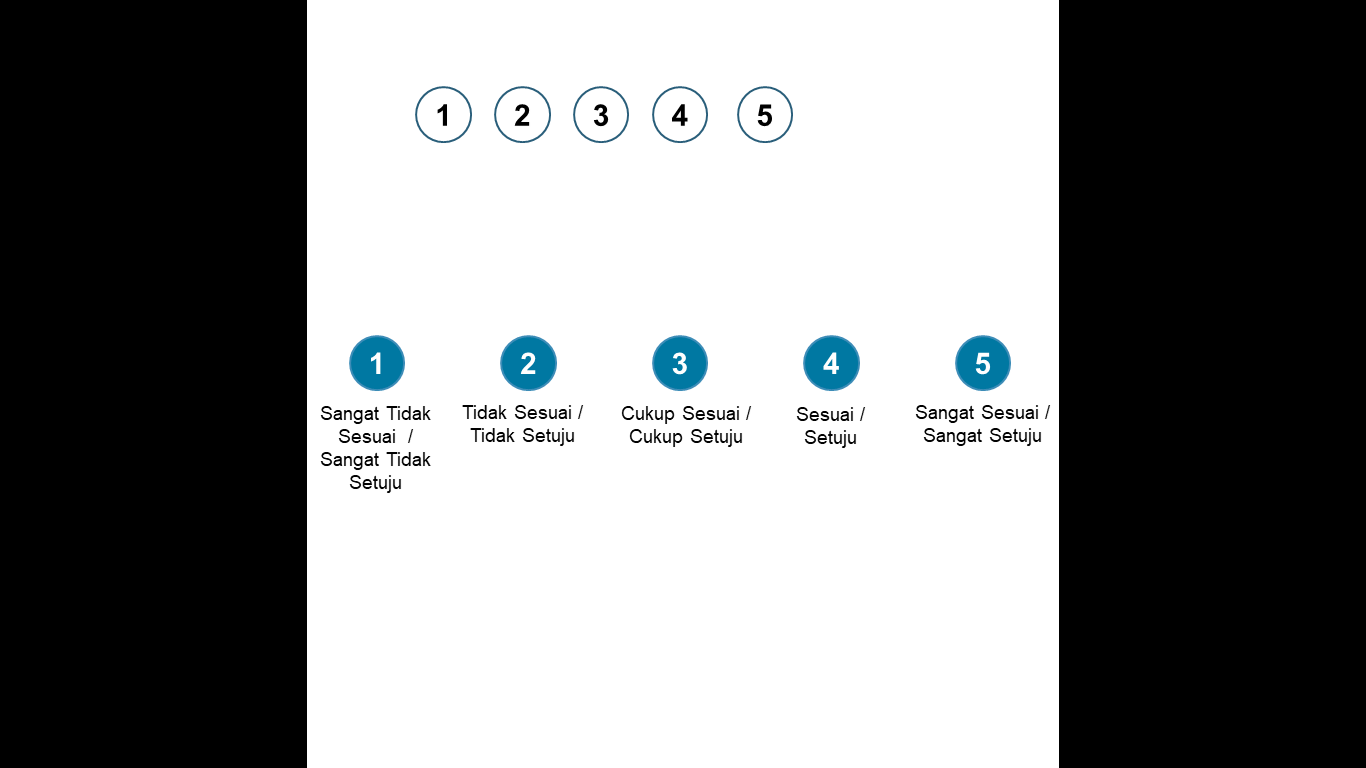 1 2 3 4 5
1 2 3 4 5
Sangat Tidak
Sesuai /
Sangat Tidak
Setuju
Tidak Sesuai /
Tidak Setuju
Cukup Sesuai /
Cukup Setuju
Sesuai /
Setuju
Sangat Sesuai /
Sangat Setuju